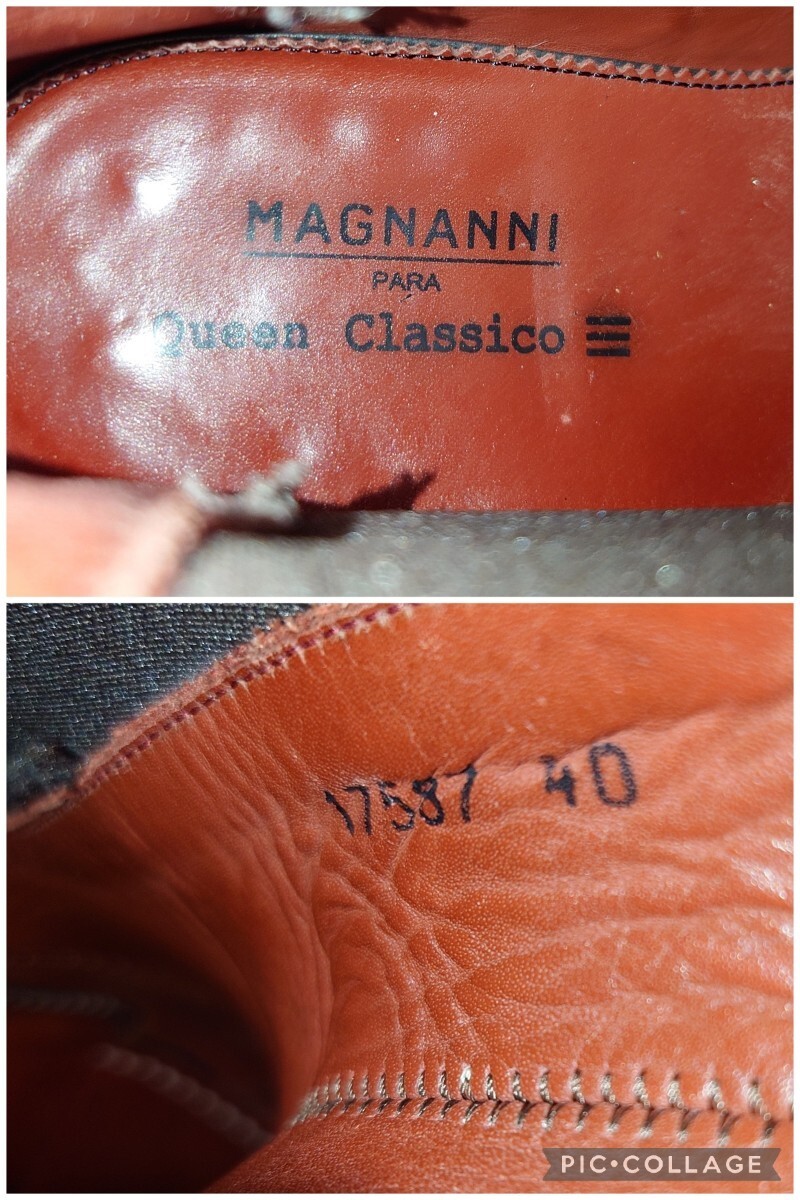 MAGNANNI
PARA
Queen Classico
17587 40
PIC•COLLAGE